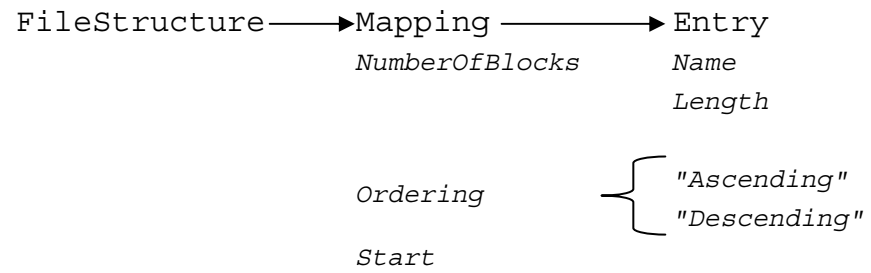 FileStructure Mapping Entry
NumberOfBlocks Name
Length
Ordering "Ascending"
"Descending"
Start